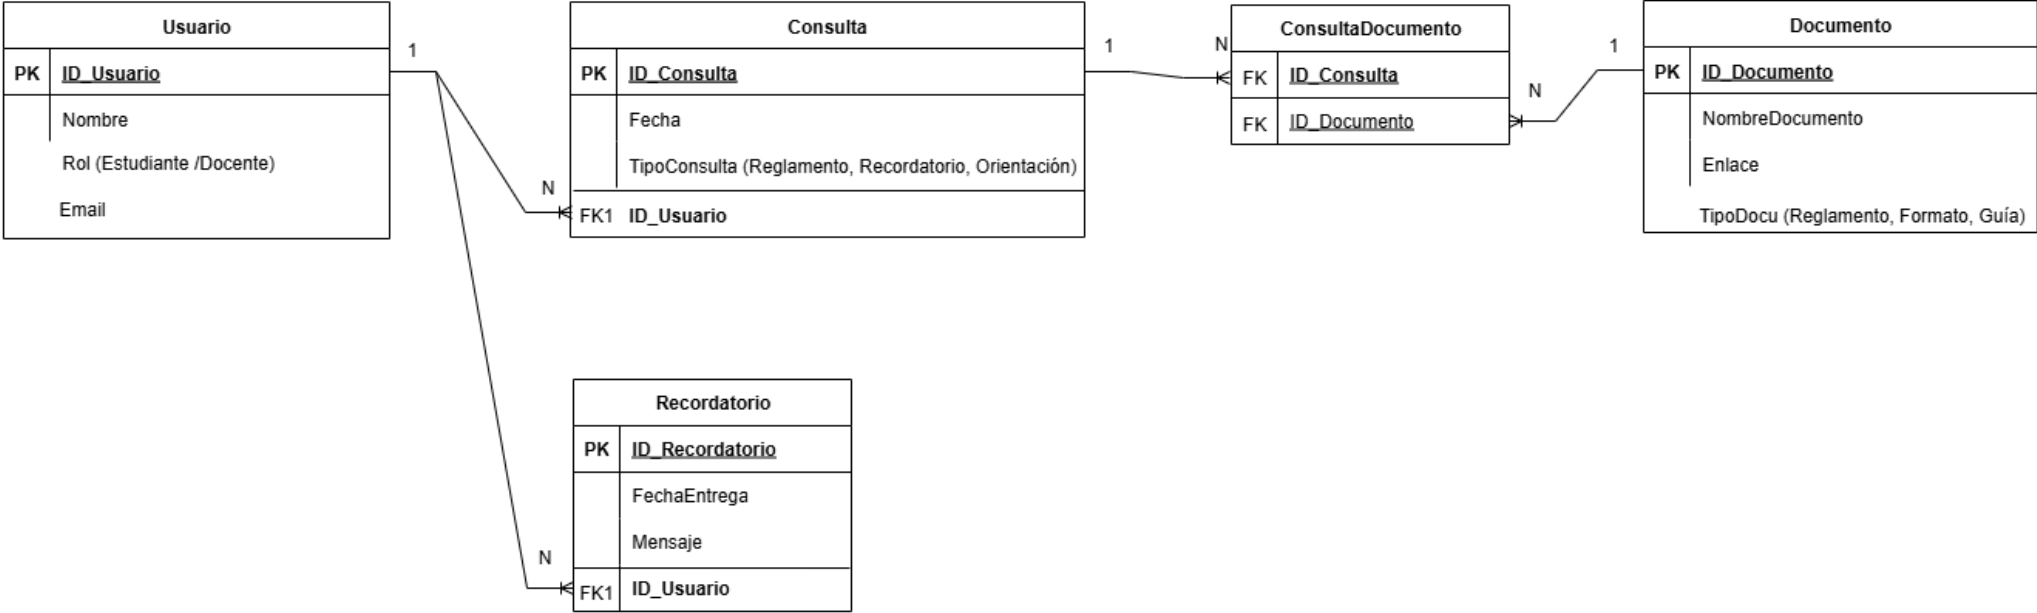 Usuario
PK ID_Usuario
Nombre
Rol (Estudiante /Docente)
Email
1
N
Consulta
PK ID_Consulta
Fecha
TipoConsulta (Reglamento, Recordatorio, Orientación)
FK1 ID_Usuario
1
N
ConsultaDocumento
FK ID_Consulta
FK ID_Documento
N
1
Documento
PK ID_Documento
NombreDocumento
Enlace
TipoDocu (Reglamento, Formato, Guía)
N
Recordatorio
PK ID_Recordatorio
FechaEntrega
Mensaje
FK1 ID_Usuario